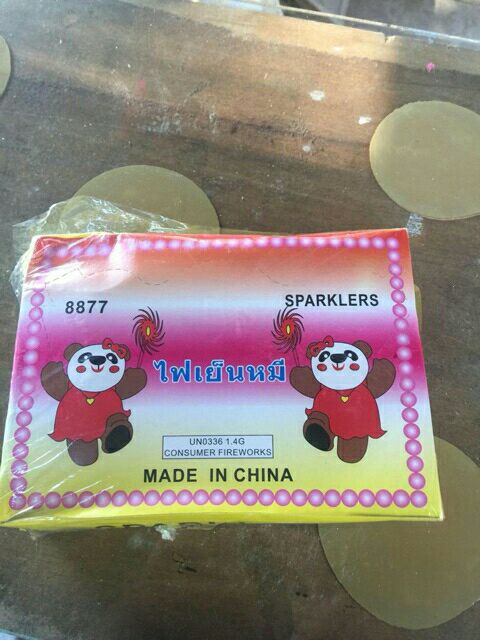 8877
SPARKLERS
ไฟเย็นหมี
UN0336 1.4G
CONSUMER FIREWORKS
MADE IN CHINA